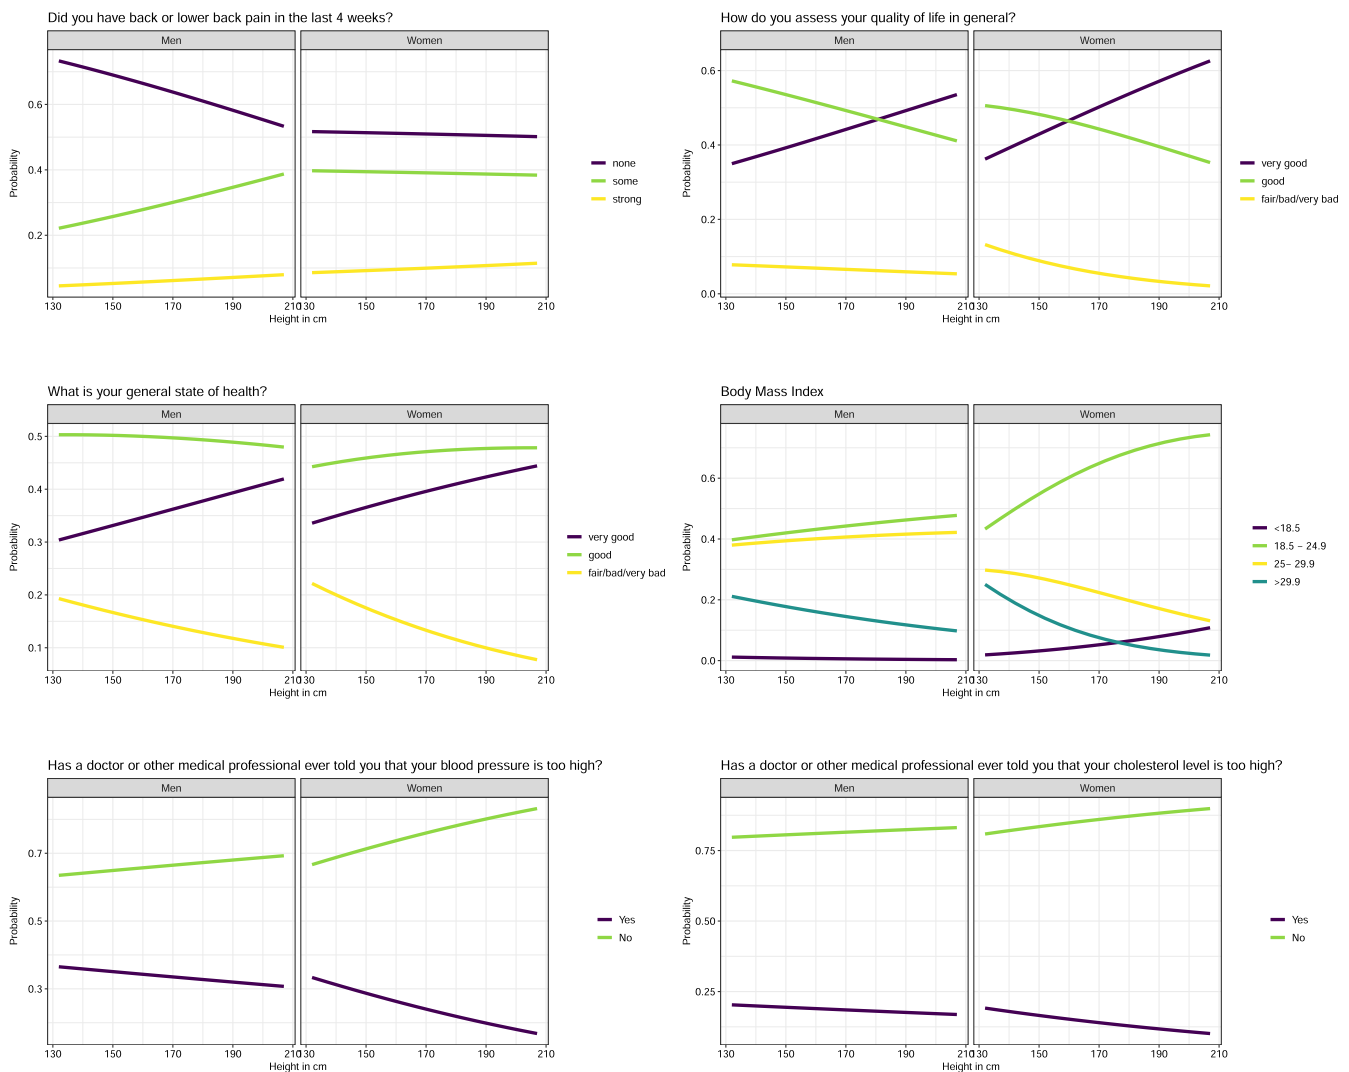 Did you have back or lower back pain in the last 4 weeks?
Men
Women
Probability
0.6
0.4
0.2
130 150 170 190 210
130 150 170 190 210
Height in cm
none
some
strong
How do you assess your quality of life in general?
Men
Women
Probability
0.6
0.4
0.2
0.0
130 150 170 190 210
130 150 170 190 210
Height in cm
very good
good
fair/bad/very bad
What is your general state of health?
Men
Women
Probability
0.5
0.4
0.3
0.2
0.1
130 150 170 190 210
130 150 170 190 210
Height in cm
very good
good
fair/bad/very bad
Body Mass Index
Men
Women
Probability
0.6
0.4
0.2
0.0
130 150 170 190 210
130 150 170 190 210
Height in cm
<18.5
18.5 − 24.9
25− 29.9
>29.9
Has a doctor or other medical professional ever told you that your blood pressure is too high?
Men
Women
Probability
0.7
0.5
0.3
130 150 170 190 210
130 150 170 190 210
Height in cm
Yes
No
Has a doctor or other medical professional ever told you that your cholesterol level is too high?
Men
Women
Probability
0.75
0.50
0.25
130 150 170 190 210
130 150 170 190 210
Height in cm
Yes
No